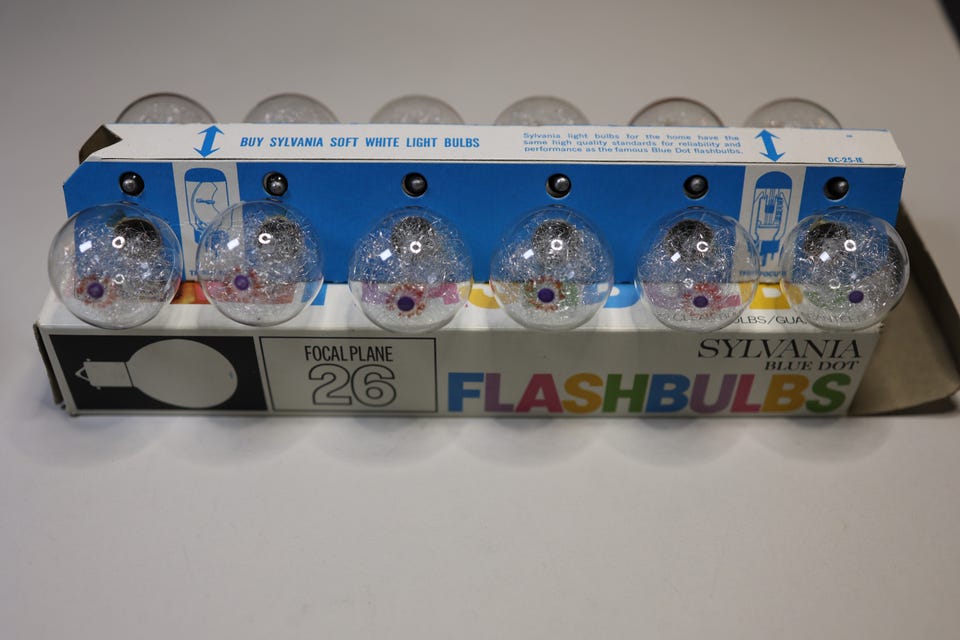 BUY SYLVANIA SOFT WHITE LIGHT BULBS
Sylvania light bulbs for the home have the
same high quality standards for reliability and
performance as the famous Blue Dot flashbulbs.
DC-25-IE
FOCAL PLANE
26
SYLVANIA
BLUE DOT
FLASHBULBS